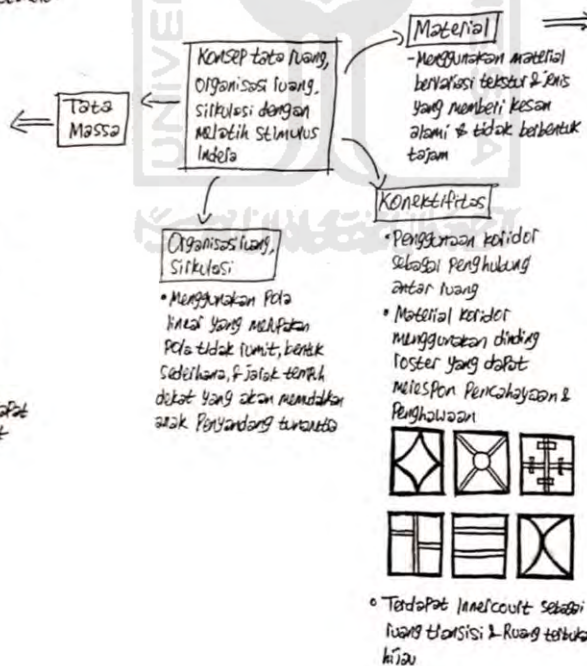 Material
- Menggunakan material
bervariasi tekstur & jenis
yang memberi kesan
alami & tidak berbentuk
tajam
Konsep tata ruang,
organisasi ruang,
sirkulasi dengan
melatih stimulus
indera
Tata
Massa
Konektifitas
• Penggunaan koridor
sebagai penghubung
antar ruang
• Material koridor
menggunakan dinding
roster yang dapat
merespon Pencahayaan &
Penghawaan
Organisasi ruang,
sirkulasi
• Menggunakan Pola
linear yang merupakan
Pola tidak rumit, bentuk
sederhana, & jarak tempuh
dekat yang akan memudahkan
anak Penyandang tunanetra
apat
• Terdapat Innercourt sebagai
ruang transisi & Ruang terbuka
hijau
UNIVER